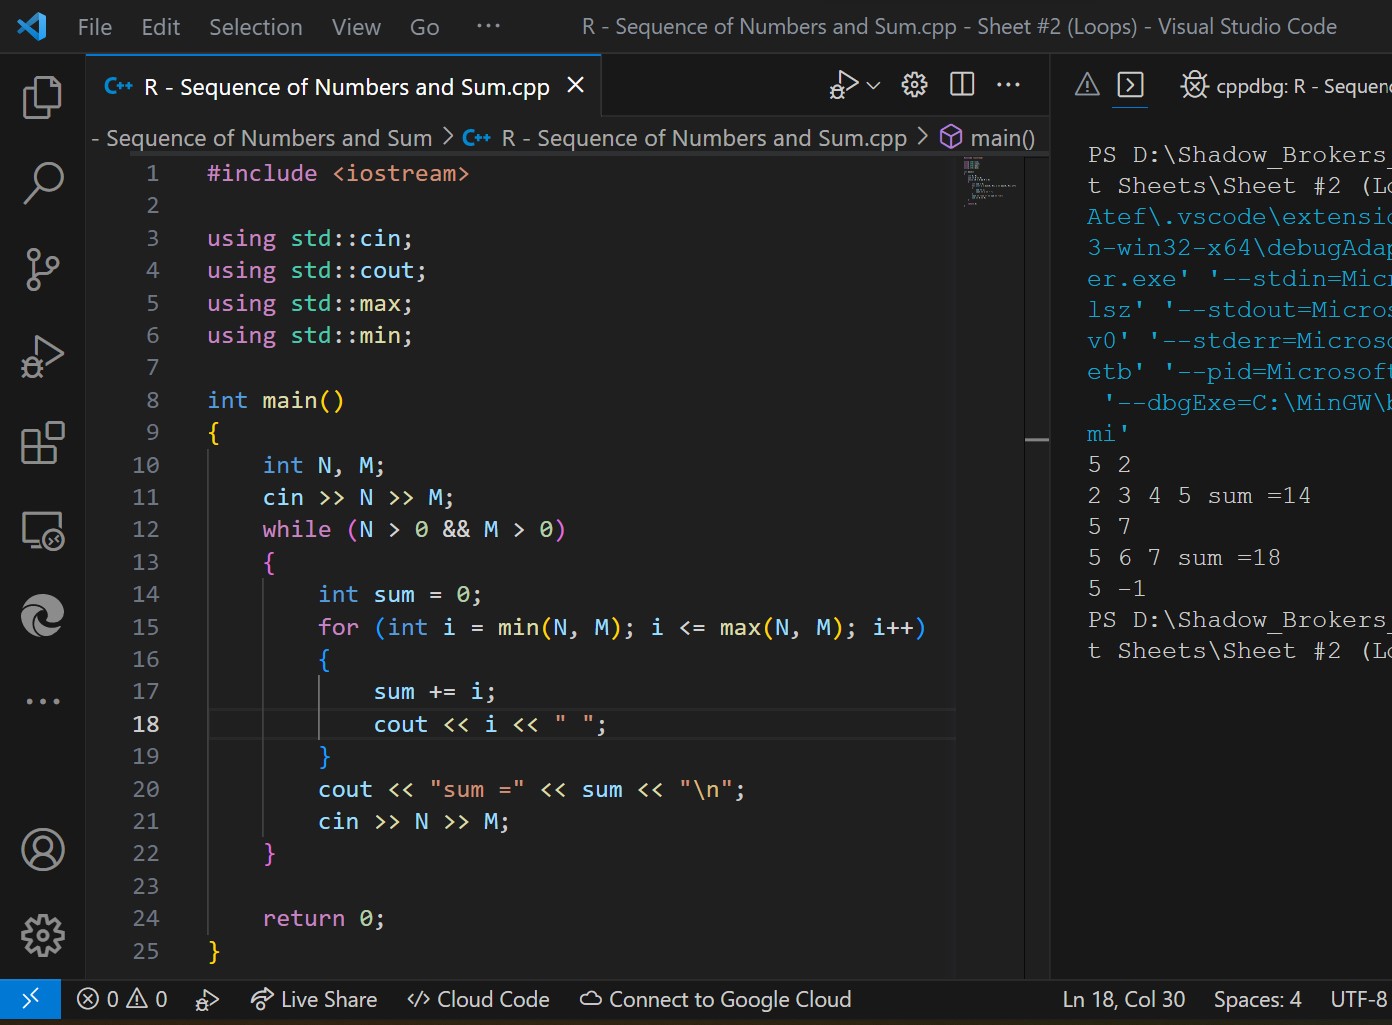 File Edit Selection View Go ··· R - Sequence of Numbers and Sum.cpp - Sheet #2 (Loops) - Visual Studio Code
C++ R - Sequence of Numbers and Sum.cpp ×
- Sequence of Numbers and Sum > C++ R - Sequence of Numbers and Sum.cpp > main()
1 #include <iostream>
2
3 using std::cin;
4 using std::cout;
5 using std::max;
6 using std::min;
7
8 int main()
9 {
10     int N, M;
11     cin >> N >> M;
12     while (N > 0 && M > 0)
13     {
14         int sum = 0;
15         for (int i = min(N, M); i <= max(N, M); i++)
16         {
17             sum += i;
18             cout << i << " ";
19         }
20         cout << "sum =" << sum << "\n";
21         cin >> N >> M;
22     }
23
24     return 0;
25 }
cppdbg: R - Sequen
PS D:\Shadow_Brokers_
t Sheets\Sheet #2 (Lo
Atef\.vscode\extensio
3-win32-x64\debugAdap
er.exe' '--stdin=Micr
lsz' '--stdout=Micros
v0' '--stderr=Microso
etb' '--pid=Microsoft
'--dbgExe=C:\MinGW\b
mi'
5 2
2 3 4 5 sum =14
5 7
5 6 7 sum =18
5 -1
PS D:\Shadow_Brokers_
t Sheets\Sheet #2 (Lo
0 0 Live Share Cloud Code Connect to Google Cloud Ln 18, Col 30 Spaces: 4 UTF-8